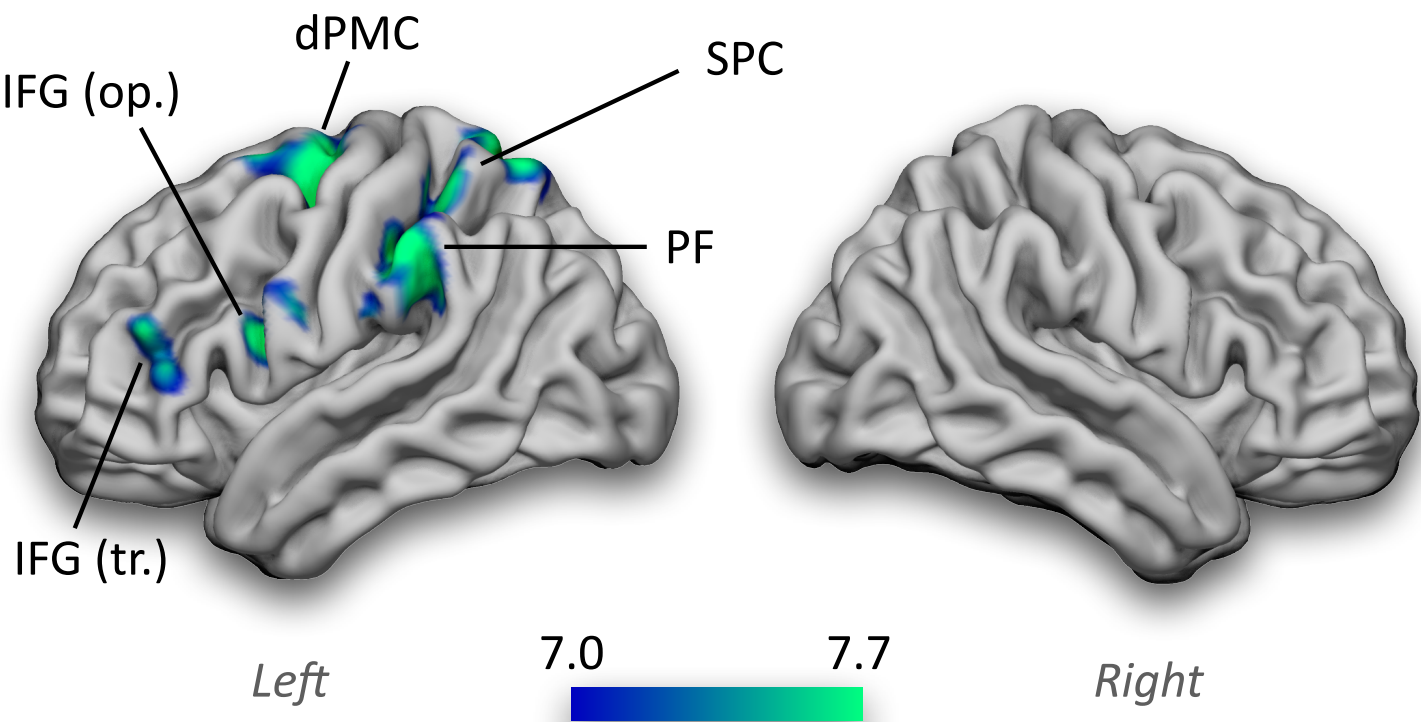 dPMC
SPC
IFG (op.)
PF
IFG (tr.)
7.0
7.7
Left
Right